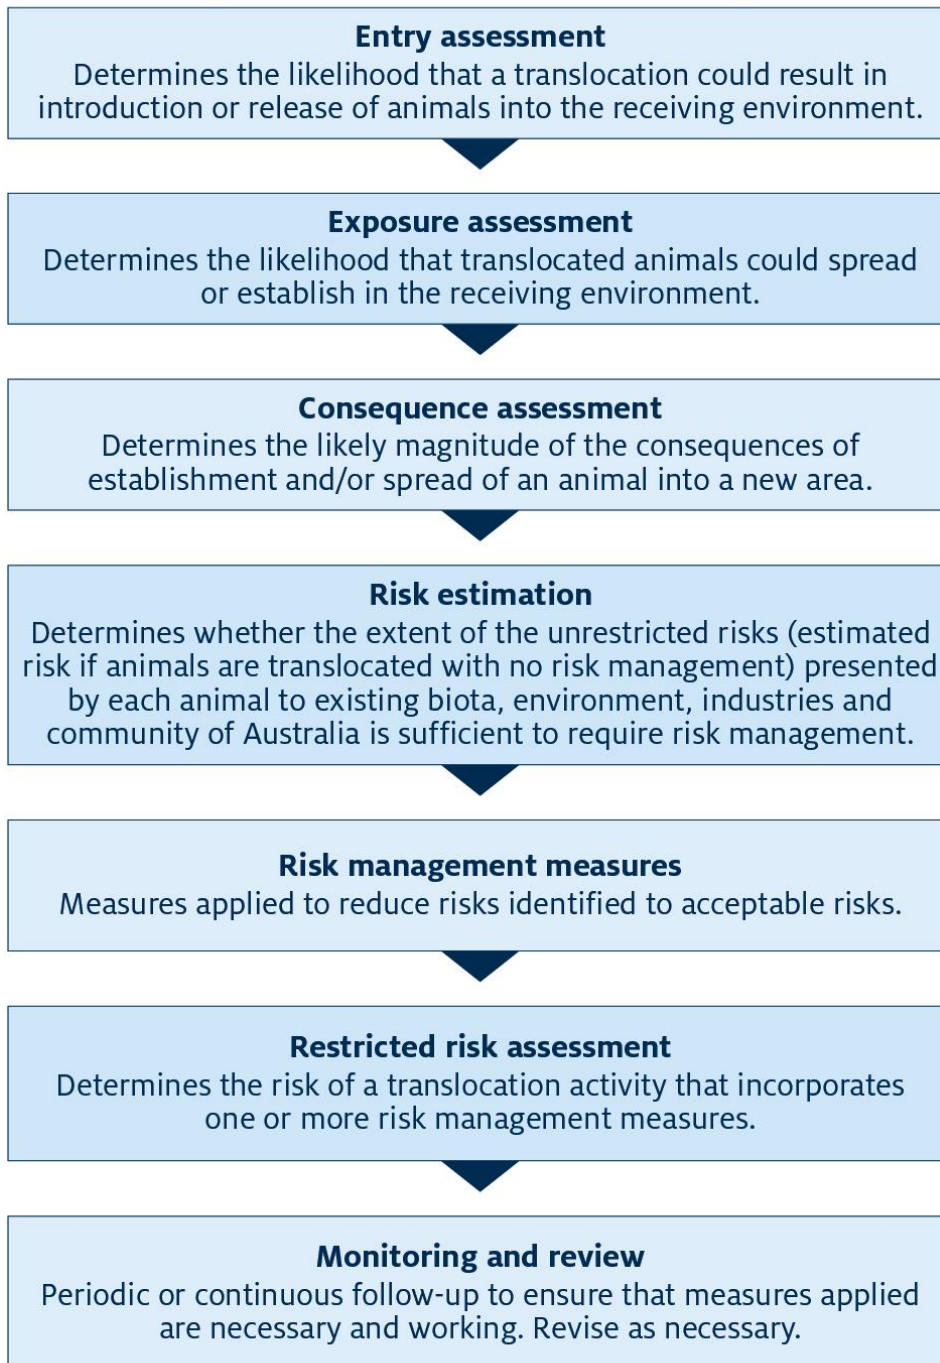 Entry assessment
Determines the likelihood that a translocation could result in
introduction or release of animals into the receiving environment.
Exposure assessment
Determines the likelihood that translocated animals could spread
or establish in the receiving environment.
Consequence assessment
Determines the likely magnitude of the consequences of
establishment and/or spread of an animal into a new area.
Risk estimation
Determines whether the extent of the unrestricted risks (estimated
risk if animals are translocated with no risk management) presented
by each animal to existing biota, environment, industries and
community of Australia is sufficient to require risk management.
Risk management measures
Measures applied to reduce risks identified to acceptable risks.
Restricted risk assessment
Determines the risk of a translocation activity that incorporates
one or more risk management measures.
Monitoring and review
Periodic or continuous follow-up to ensure that measures applied
are necessary and working. Revise as necessary.